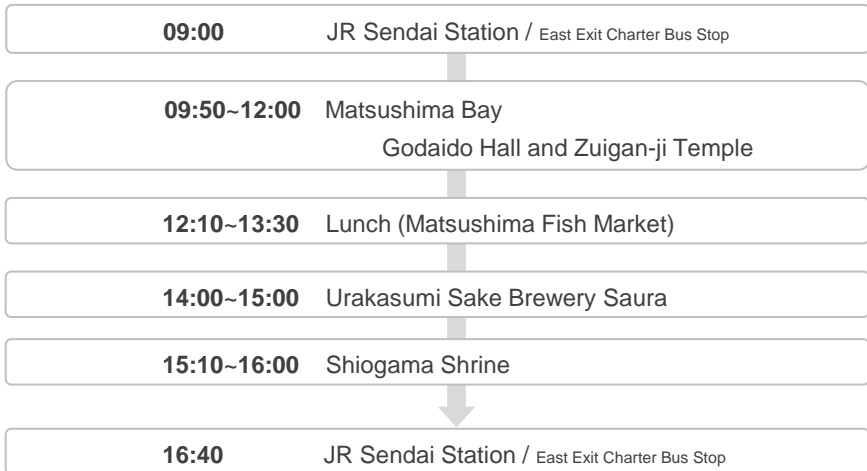 09:00 JR Sendai Station / East Exit Charter Bus Stop
09:50~12:00 Matsushima Bay
Godaido Hall and Zuigan-ji Temple
12:10~13:30 Lunch (Matsushima Fish Market)
14:00~15:00 Urakasumi Sake Brewery Saura
15:10~16:00 Shiogama Shrine
16:40 JR Sendai Station / East Exit Charter Bus Stop